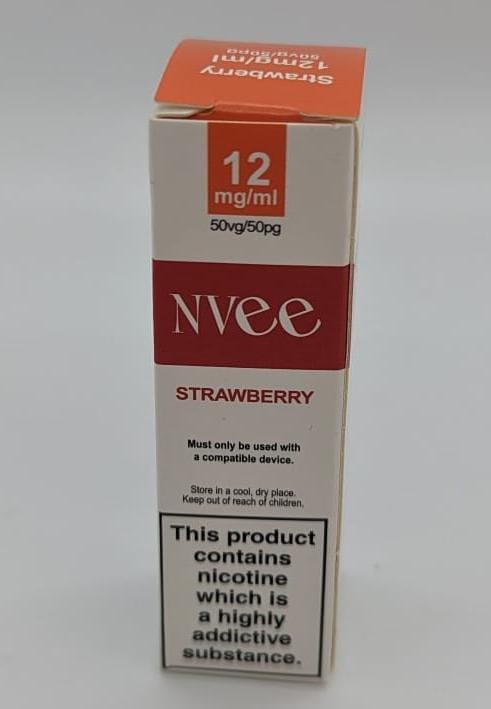 Strawberry
12mg/ml
50vg/50pg
12
mg/ml
50vg/50pg
NVee
STRAWBERRY
Must only be used with
a compatible device.
Store in a cool, dry place.
Keep out of reach of children.
This product
contains
nicotine
which is
a highly
addictive
substance.